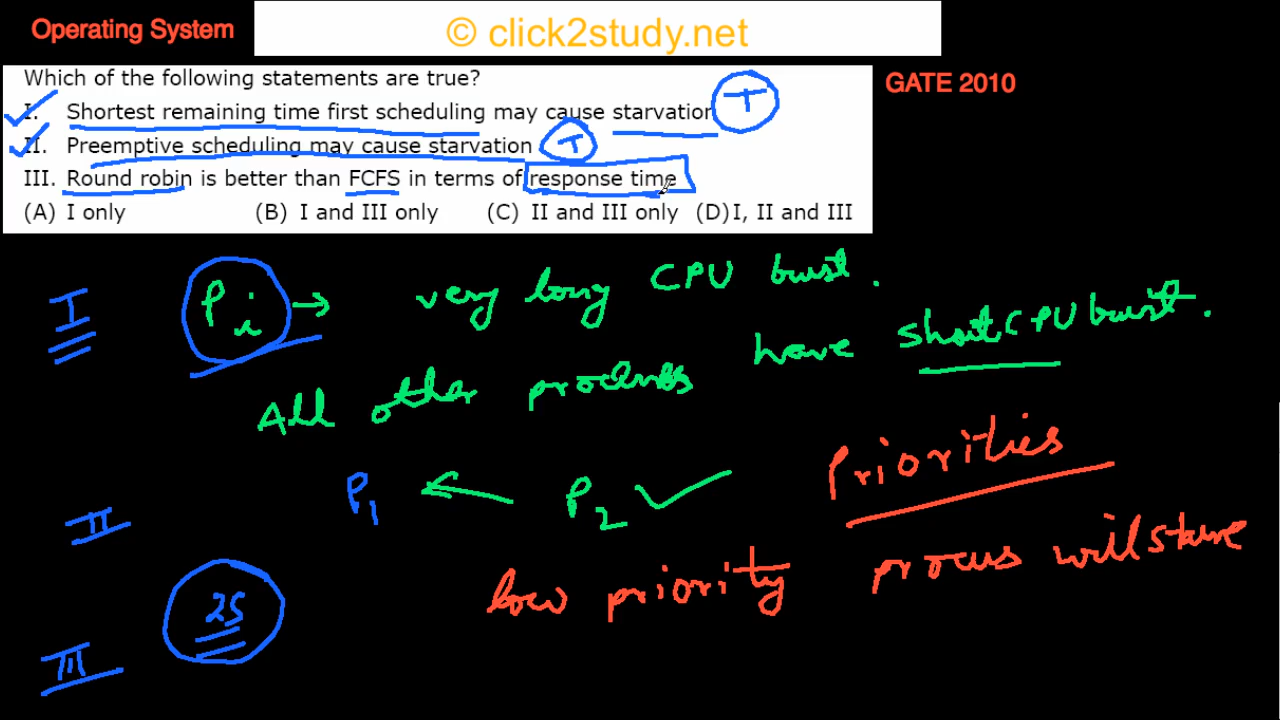 Operating System
© click2study.net
GATE 2010
Which of the following statements are true?
I. Shortest remaining time first scheduling may cause starvation T
II. Preemptive scheduling may cause starvation T
III. Round robin is better than FCFS in terms of response time
(A) I only (B) I and III only (C) II and III only (D) I, II and III
I Pi → very long CPU burst.
All other processes have short CPU burst.
II P1 ← P2 ✓ Priorities
low priority process will starve
25
III